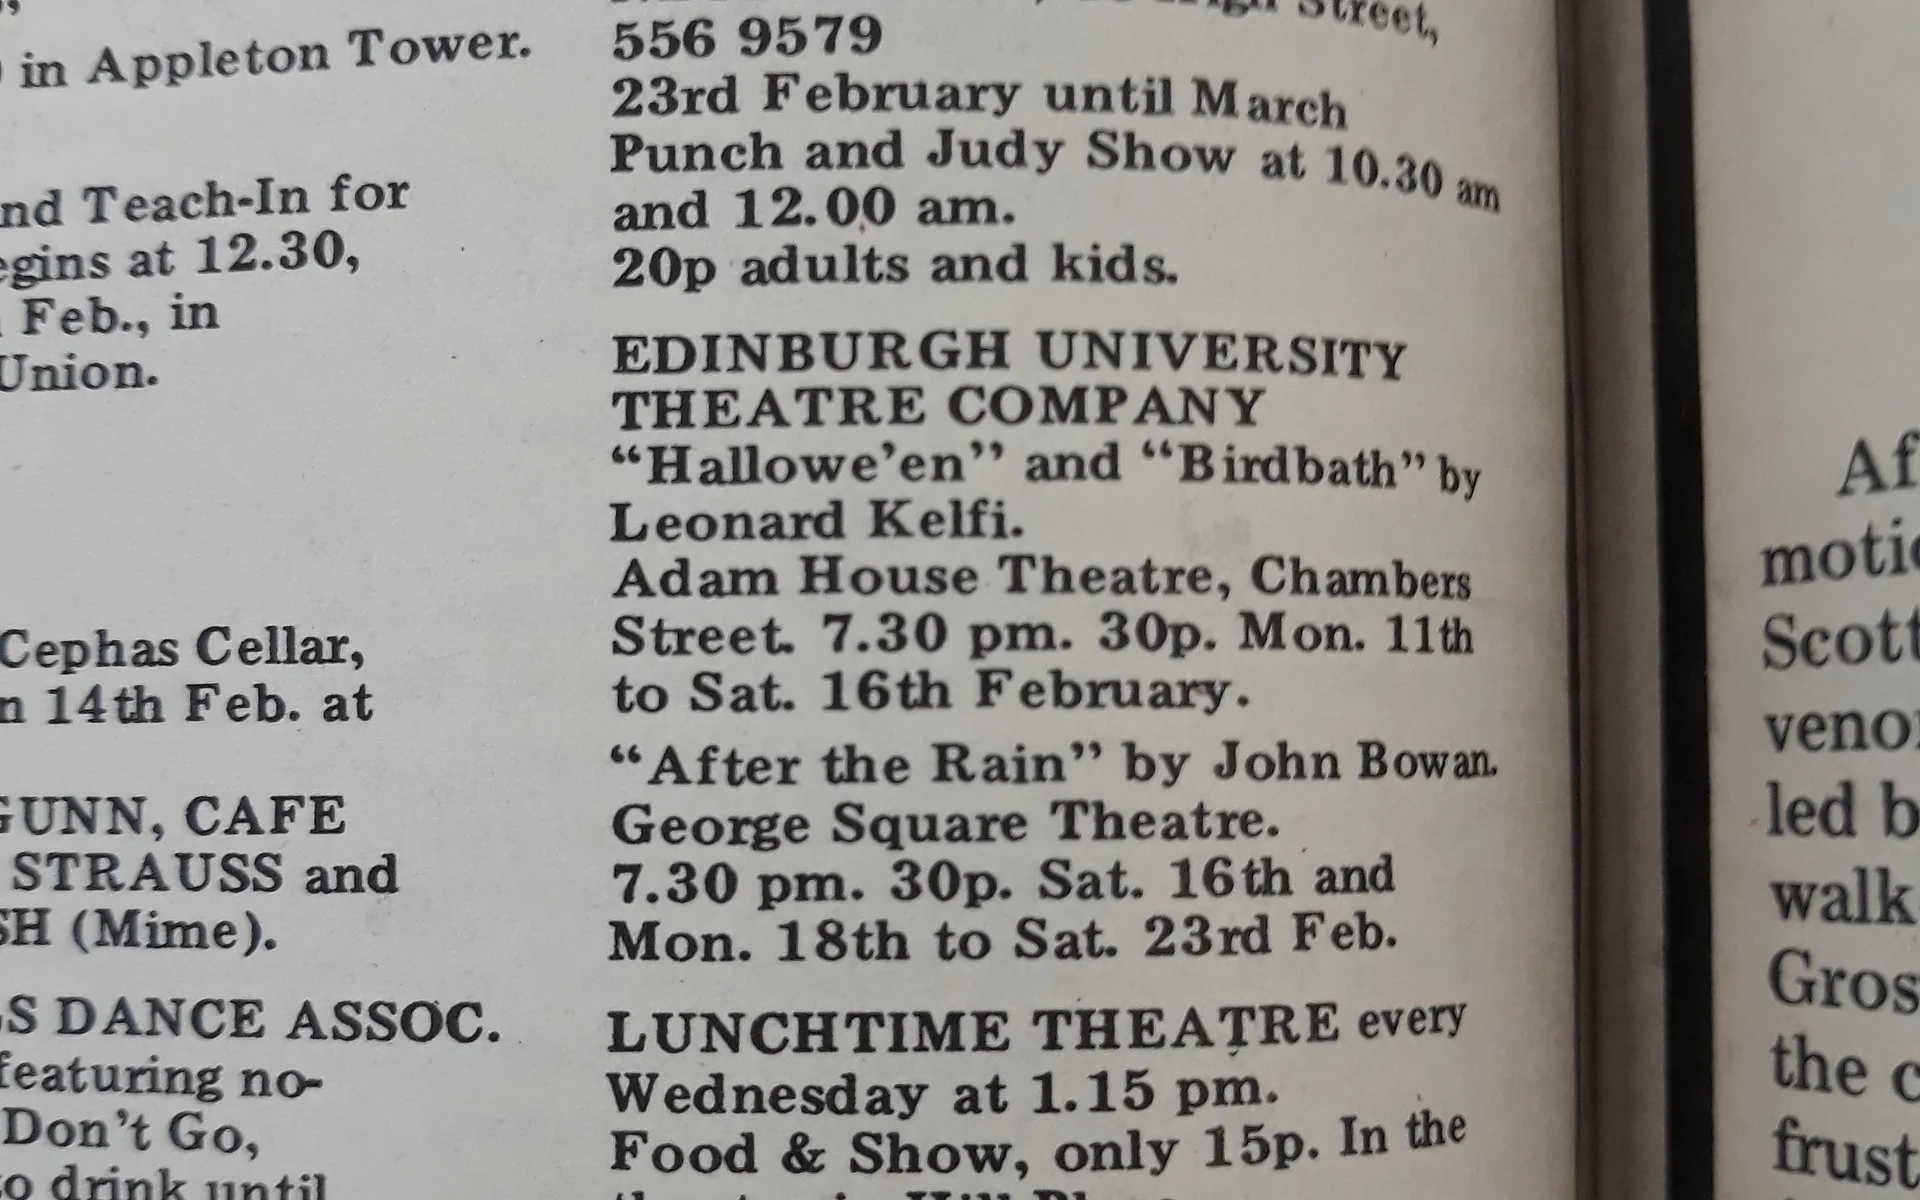 in Appleton Tower.
nd Teach-In for
egins at 12.30,
Feb., in
Union.
Cephas Cellar,
n 14th Feb. at
GUNN, CAFE
STRAUSS and
SH (Mime).
S DANCE ASSOC.
featuring no-
Don't Go,
to drink until
Street,
556 9579
23rd February until March
Punch and Judy Show at 10.30 am
and 12.00 am.
20p adults and kids.
EDINBURGH UNIVERSITY
THEATRE COMPANY
“Hallowe’en” and “Birdbath” by
Leonard Kelfi.
Adam House Theatre, Chambers
Street. 7.30 pm. 30p. Mon. 11th
to Sat. 16th February.
“After the Rain” by John Bowan.
George Square Theatre.
7.30 pm. 30p. Sat. 16th and
Mon. 18th to Sat. 23rd Feb.
LUNCHTIME THEATRE every
Wednesday at 1.15 pm.
Food & Show, only 15p. In the
Af
motic
Scott
veno
led b
walk
Gros
the c
frust